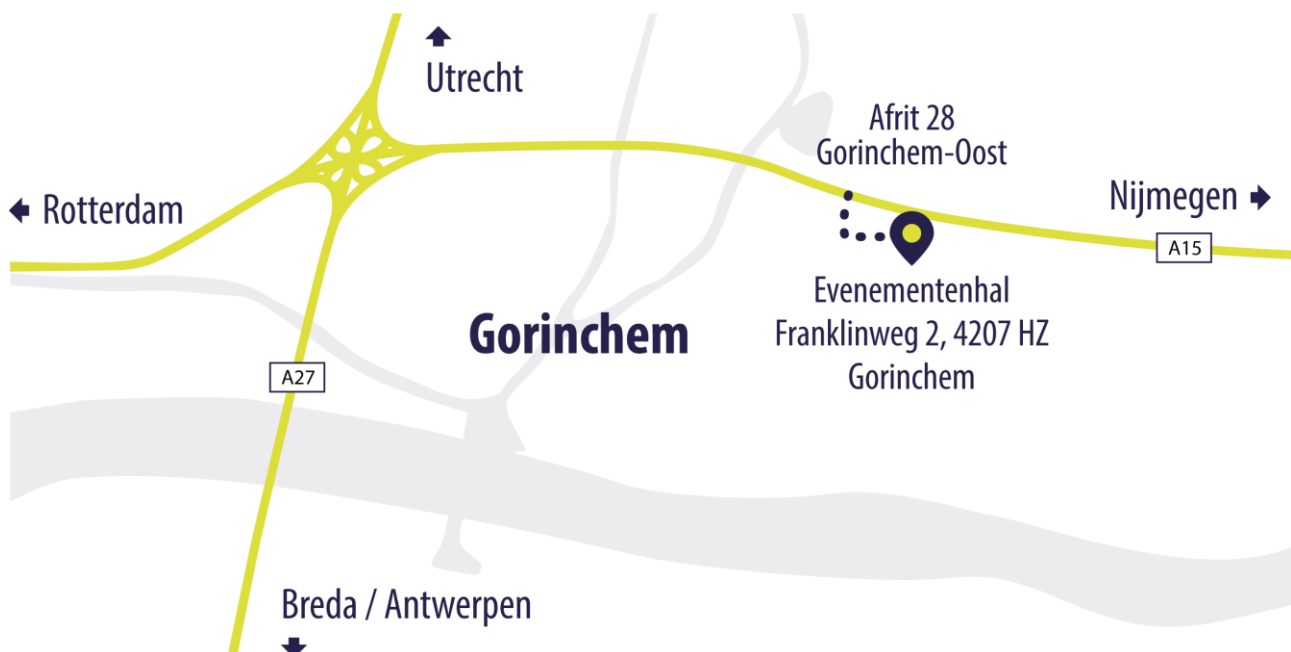 Utrecht
Afrit 28
Gorinchem-Oost
Rotterdam
Nijmegen
A15
Evenementenhal
Franklinweg 2, 4207 HZ
Gorinchem
Gorinchem
A27
Breda / Antwerpen